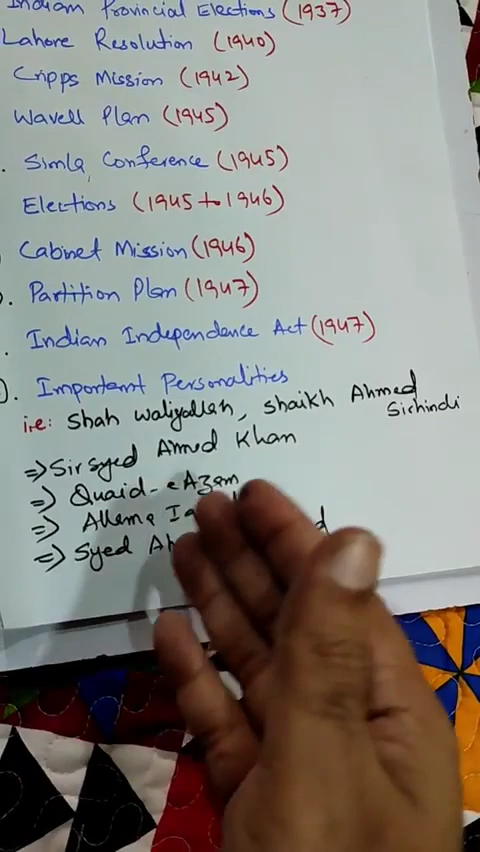 Indian Provincial Elections (1937)
Lahore Resolution (1940)
Cripps Mission (1942)
Wavell Plan (1945)
. Simla Conference (1945)
Elections (1945 to 1946)
Cabinet Mission (1946)
. Partition Plan (1947)
. Indian Independence Act (1947)
). Important Personalities
i.e: Shah Waliyallah, Shaikh Ahmed
Sirhindi
=> Sir Syed Ahmed Khan
=> Quaid-e Azam
=> Allama
=> Syed